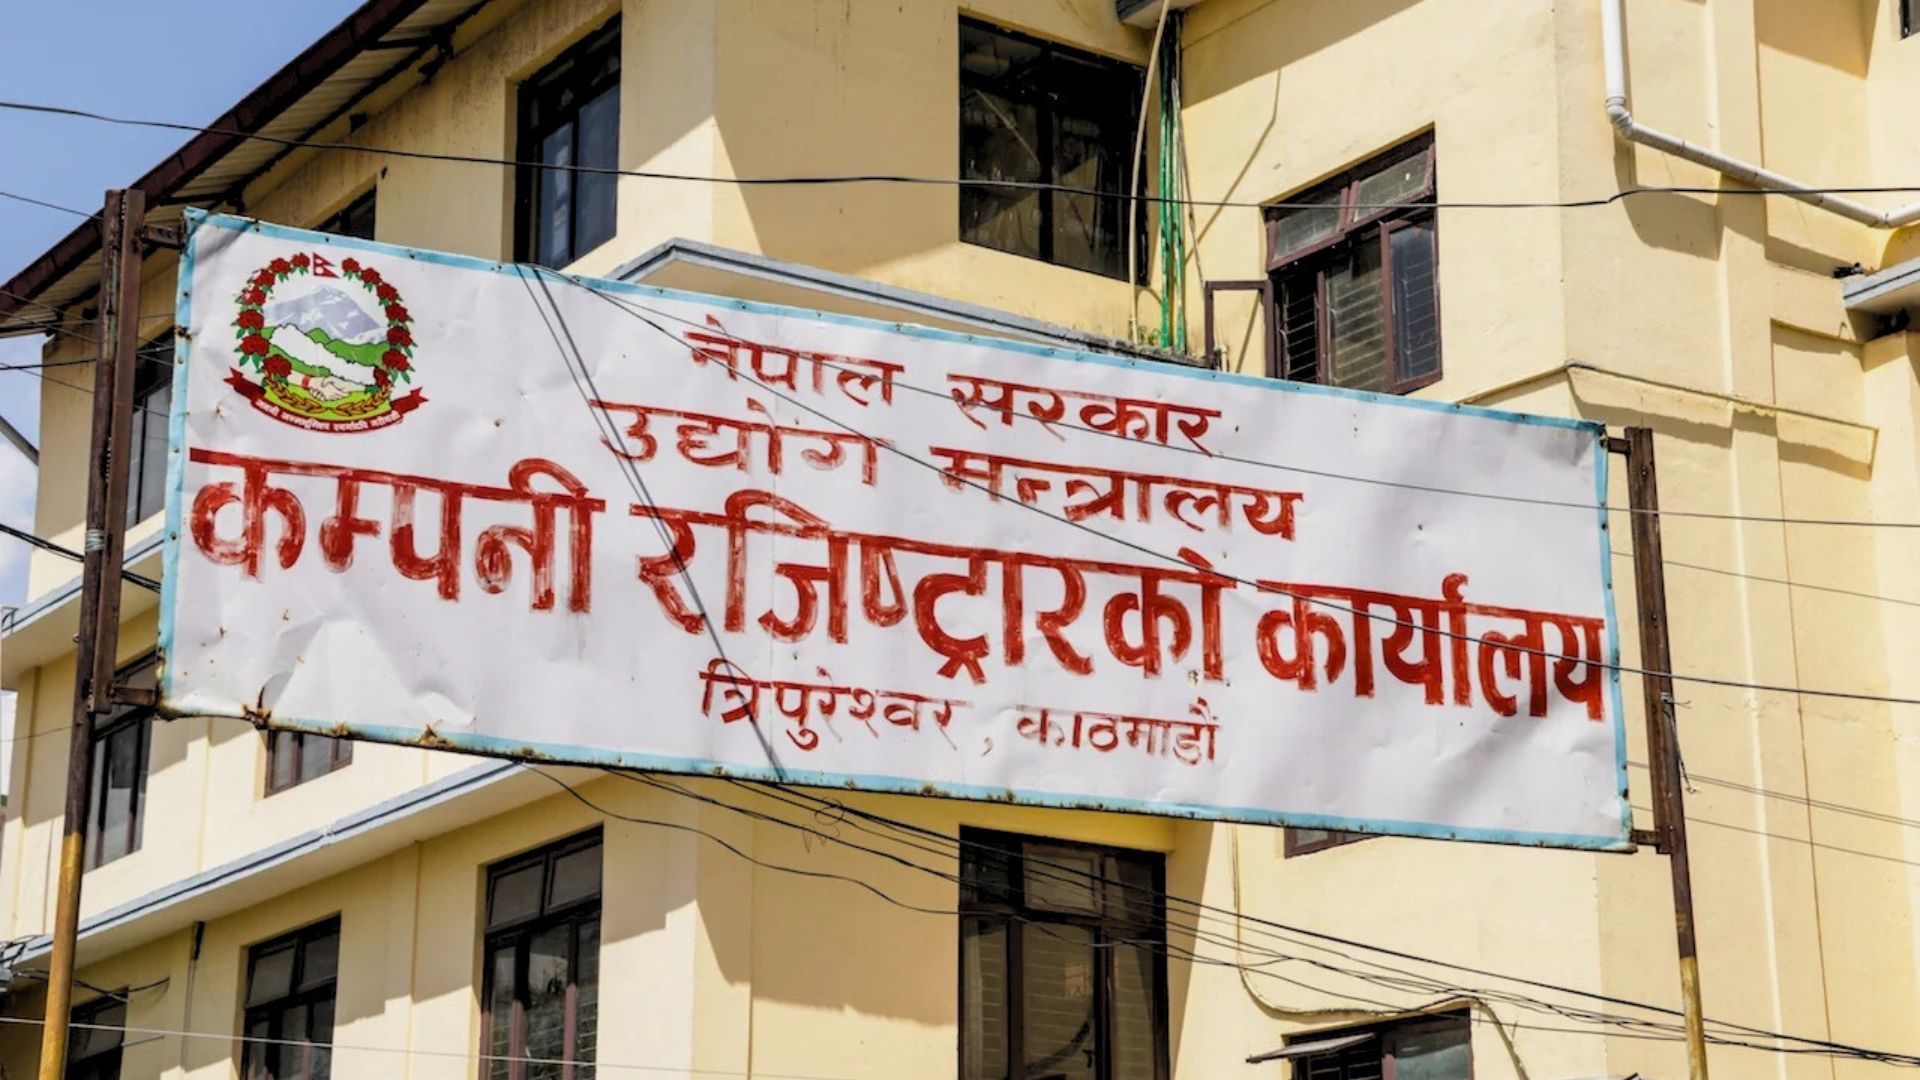 नेपाल सरकार
उद्योग मन्त्रालय
कम्पनी रजिष्ट्रारको कार्यालय
त्रिपुरेश्वर, काठमाडौं